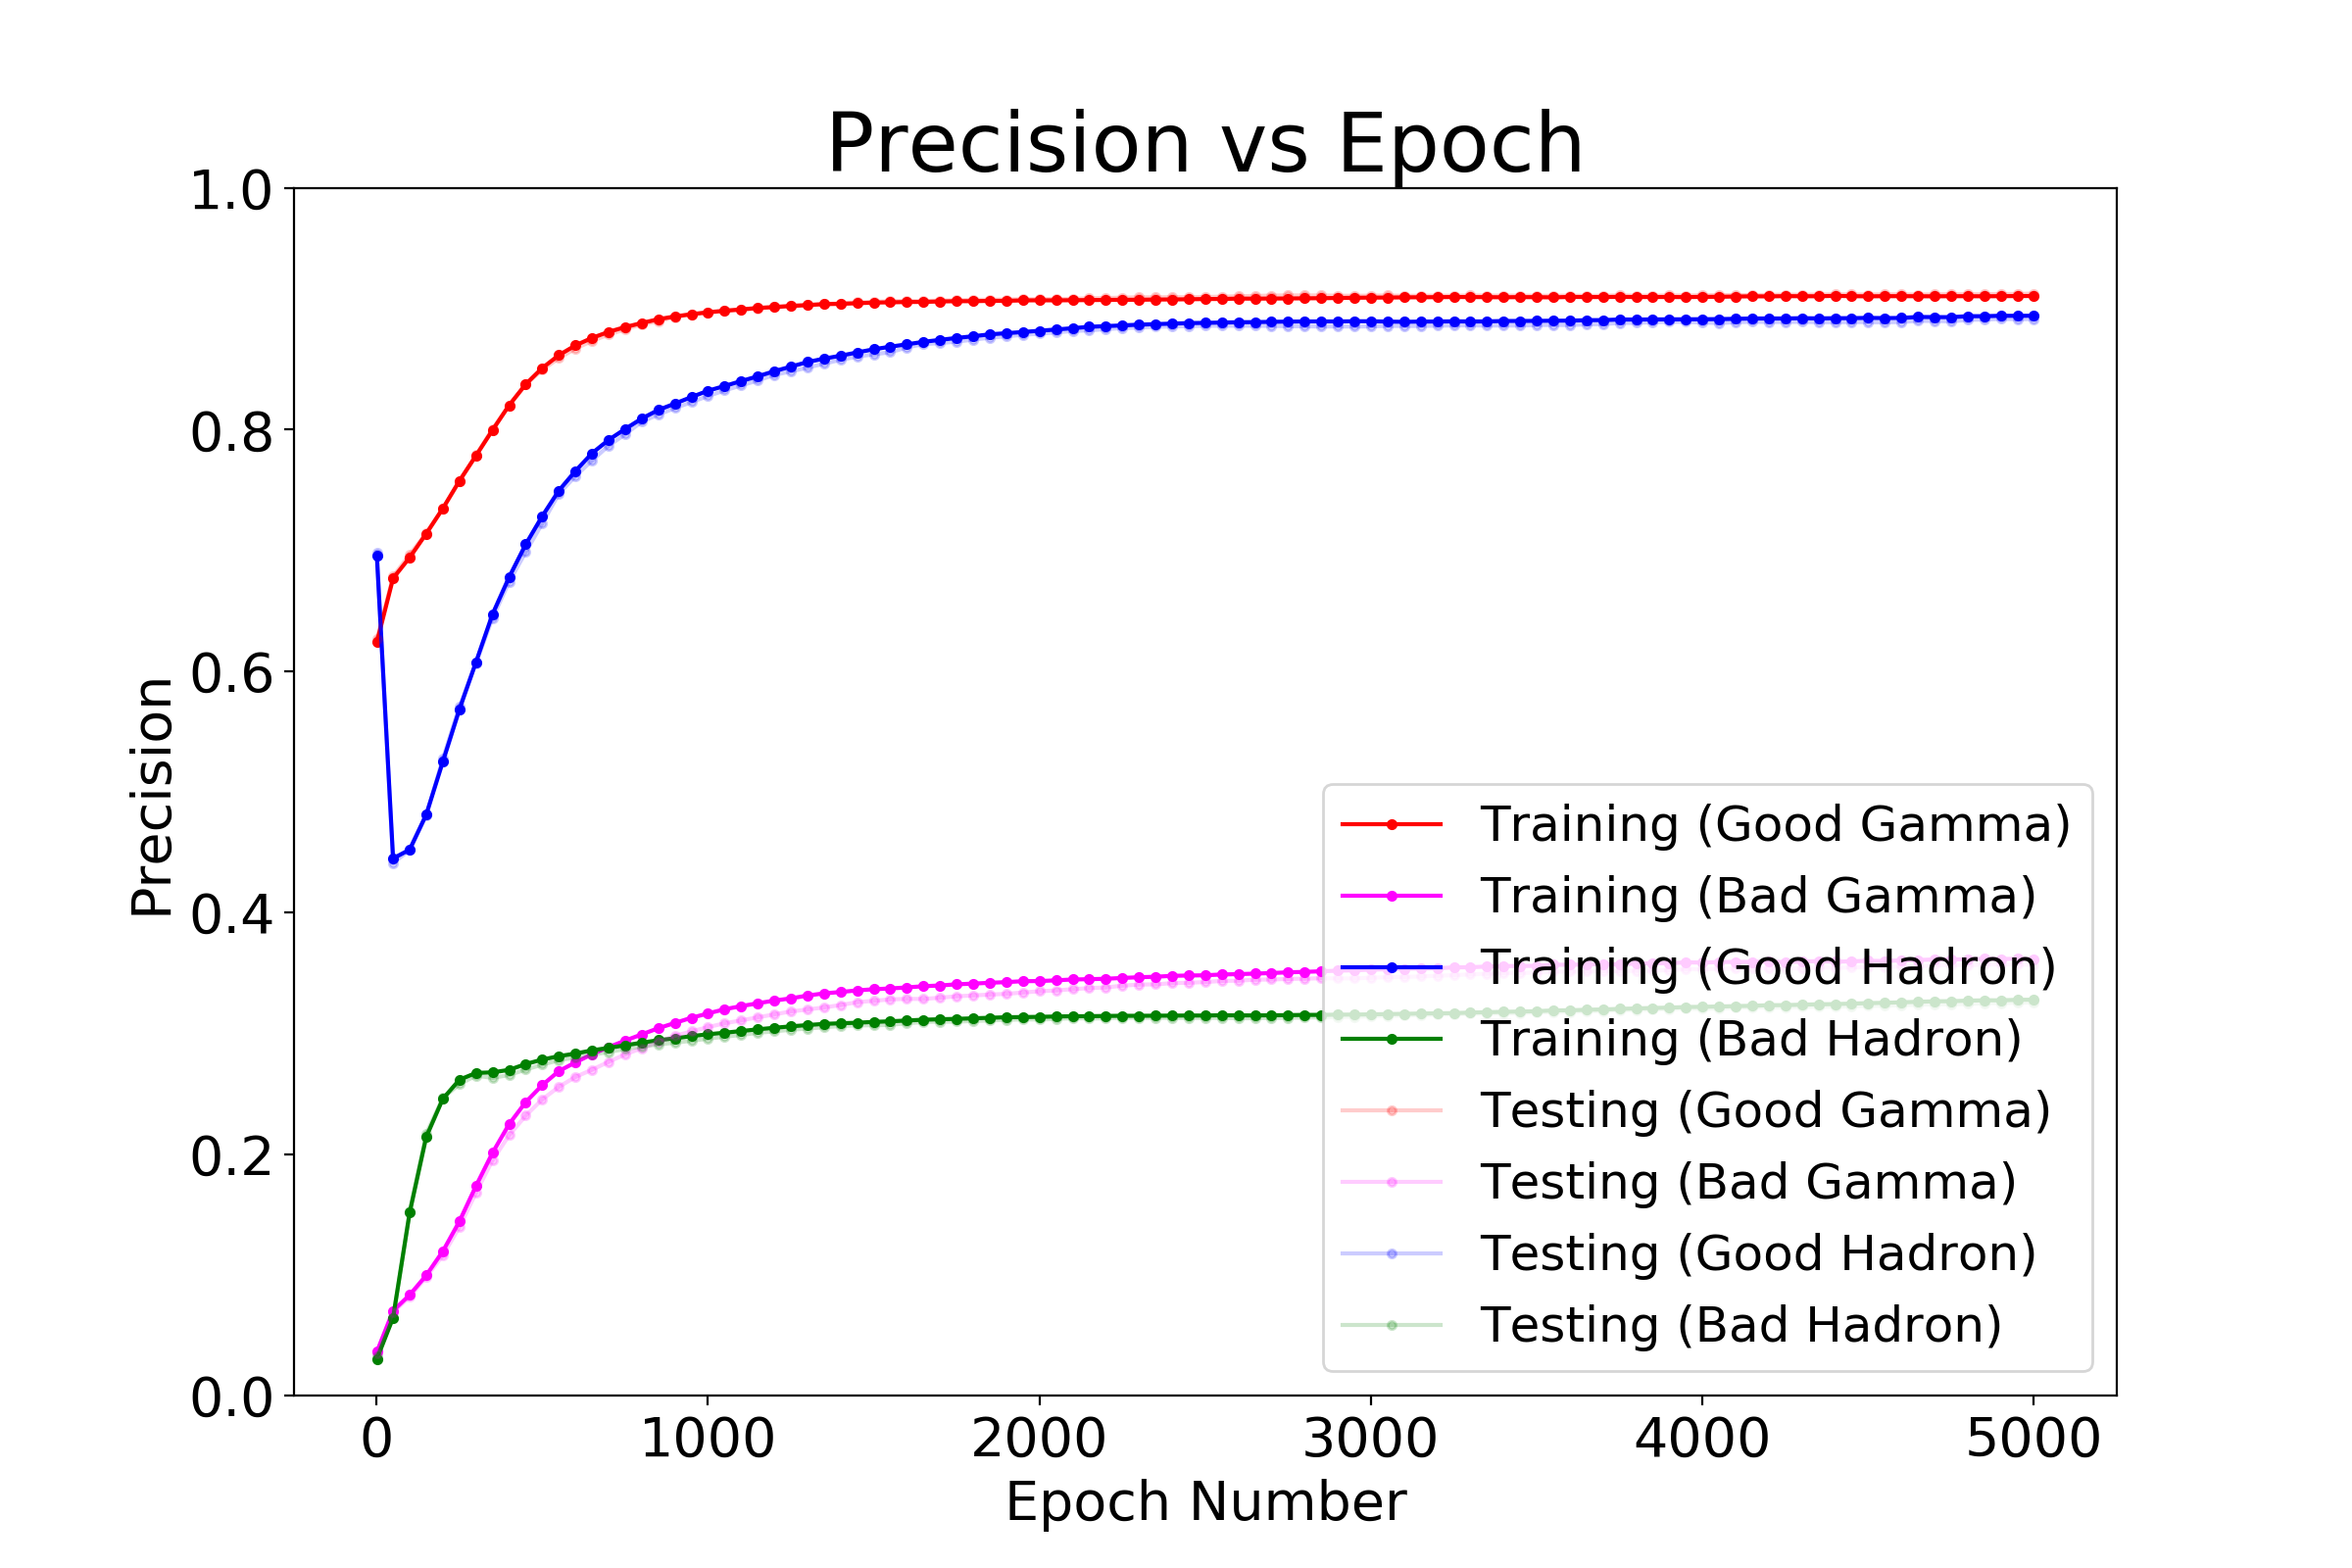 Precision vs Epoch
1.0
0.8
0.6
0.4
0.2
0.0
Precision
Training (Good Gamma)
Training (Bad Gamma)
Training (Good Hadron)
Training (Bad Hadron)
Testing (Good Gamma)
Testing (Bad Gamma)
Testing (Good Hadron)
Testing (Bad Hadron)
0 1000 2000 3000 4000 5000
Epoch Number